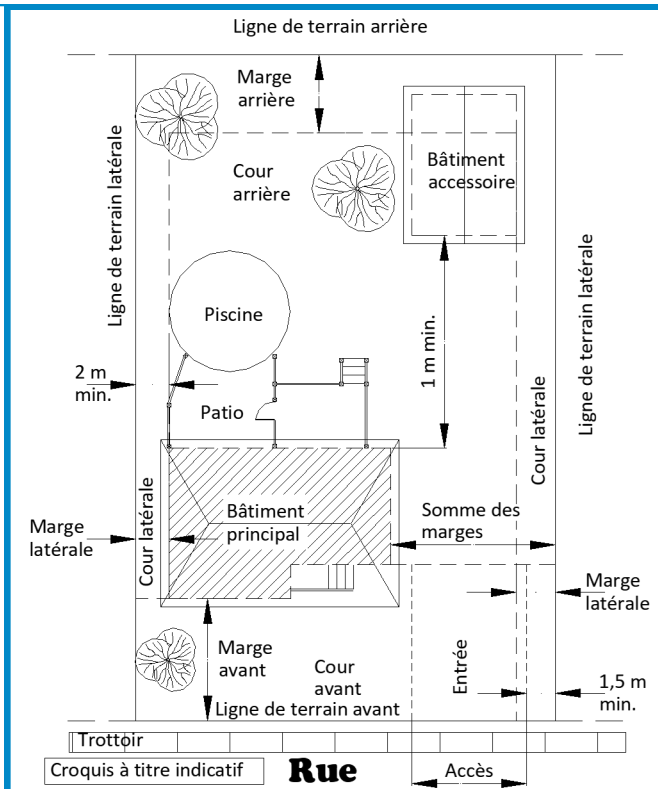 Ligne de terrain arrière
Marge
arrière
Ligne de terrain latérale
Cour
arrière
Bâtiment
accessoire
Ligne de terrain latérale
Piscine
1 m min.
2 m
min.
Patio
Cour latérale
Cour latérale
Bâtiment
principal
Somme des
marges
Marge
latérale
Marge
latérale
Marge
avant
Cour
avant
Entrée
1,5 m
min.
Ligne de terrain avant
Trottoir
Croquis à titre indicatif
Rue
Accès